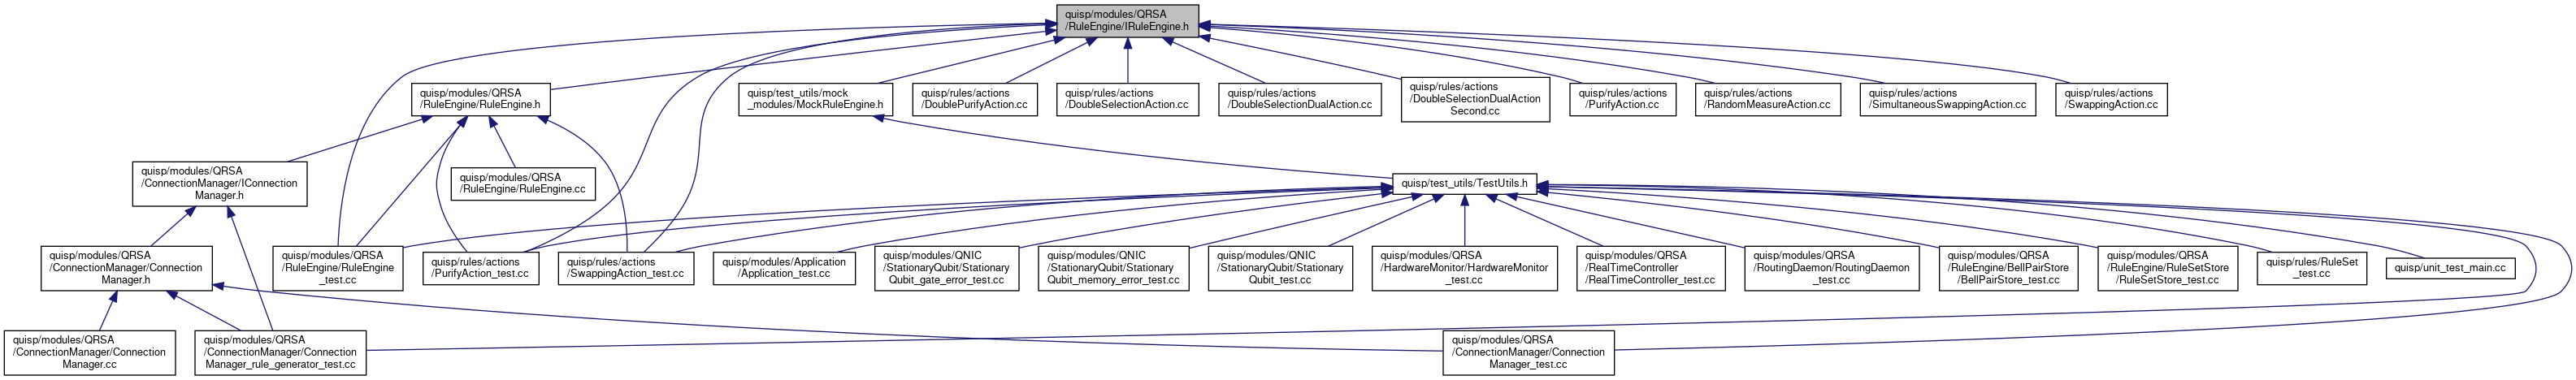 quisp/modules/QRSA
/RuleEngine/IRuleEngine.h
quisp/modules/QRSA
/RuleEngine/RuleEngine.h
quisp/test_utils/mock
_modules/MockRuleEngine.h
quisp/rules/actions
/DoublePurifyAction.cc
quisp/rules/actions
/DoubleSelectionAction.cc
quisp/rules/actions
/DoubleSelectionDualAction.cc
quisp/rules/actions
/DoubleSelectionDualAction
Second.cc
quisp/rules/actions
/PurifyAction.cc
quisp/rules/actions
/RandomMeasureAction.cc
quisp/rules/actions
/SimultaneousSwappingAction.cc
quisp/rules/actions
/SwappingAction.cc
quisp/modules/QRSA
/ConnectionManager/IConnection
Manager.h
quisp/modules/QRSA
/RuleEngine/RuleEngine.cc
quisp/test_utils/TestUtils.h
quisp/modules/QRSA
/ConnectionManager/Connection
Manager.h
quisp/modules/QRSA
/RuleEngine/RuleEngine
_test.cc
quisp/rules/actions
/PurifyAction_test.cc
quisp/rules/actions
/SwappingAction_test.cc
quisp/modules/Application
/Application_test.cc
quisp/modules/QNIC
/StationaryQubit/Stationary
Qubit_gate_error_test.cc
quisp/modules/QNIC
/StationaryQubit/Stationary
Qubit_memory_error_test.cc
quisp/modules/QNIC
/StationaryQubit/Stationary
Qubit_test.cc
quisp/modules/QRSA
/HardwareMonitor/HardwareMonitor
_test.cc
quisp/modules/QRSA
/RealTimeController
/RealTimeController_test.cc
quisp/modules/QRSA
/RoutingDaemon/RoutingDaemon
_test.cc
quisp/modules/QRSA
/RuleEngine/BellPairStore
/BellPairStore_test.cc
quisp/modules/QRSA
/RuleEngine/RuleSetStore
/RuleSetStore_test.cc
quisp/rules/RuleSet
_test.cc
quisp/unit_test_main.cc
quisp/modules/QRSA
/ConnectionManager/Connection
Manager.cc
quisp/modules/QRSA
/ConnectionManager/Connection
Manager_rule_generator_test.cc
quisp/modules/QRSA
/ConnectionManager/Connection
Manager_test.cc